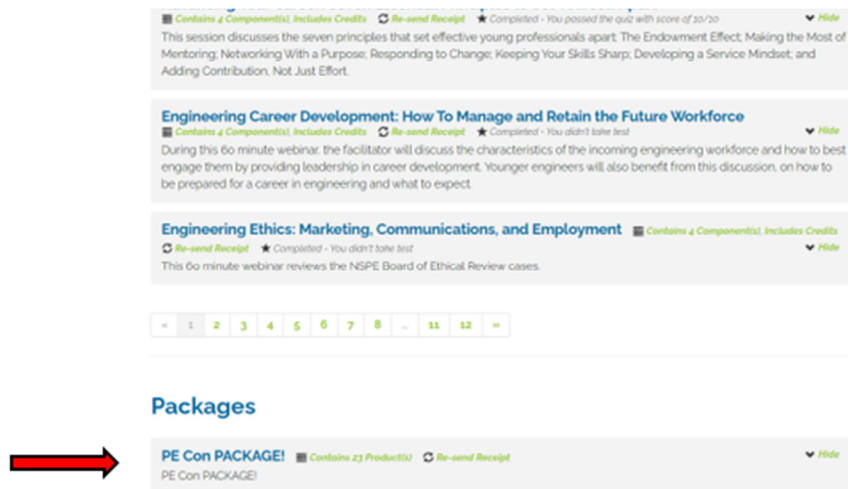 Contains 4 Component(s), Includes Credits Re-send Receipt Completed - You passed the quiz with score of 10/10 Hide
This session discusses the seven principles that set effective young professionals apart: The Endowment Effect; Making the Most of
Mentoring; Networking With a Purpose; Responding to Change; Keeping Your Skills Sharp; Developing a Service Mindset; and
Adding Contribution, Not Just Effort.
Engineering Career Development: How To Manage and Retain the Future Workforce
Contains 4 Component(s), Includes Credits Re-send Receipt Completed - You didn't take test Hide
During this 60 minute webinar, the facilitator will discuss the characteristics of the incoming engineering workforce and how to best
engage them by providing leadership in career development. Younger engineers will also benefit from this discussion, on how to
be prepared for a career in engineering and what to expect.
Engineering Ethics: Marketing, Communications, and Employment Contains 4 Component(s), Includes Credits
Re-send Receipt Completed - You didn't take test Hide
This 60 minute webinar reviews the NSPE Board of Ethical Review cases.
« 1 2 3 4 5 6 7 8 ... 11 12 »
Packages
PE Con PACKAGE! Contains 23 Product(s) Re-send Receipt Hide
PE Con PACKAGE!